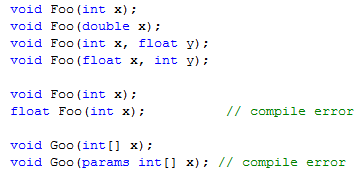 void Foo(int x);
void Foo(double x);
void Foo(int x, float y);
void Foo(float x, int y);
void Foo(int x);
float Foo(int x);          // compile error
void Goo(int[] x);
void Goo(params int[] x); // compile error